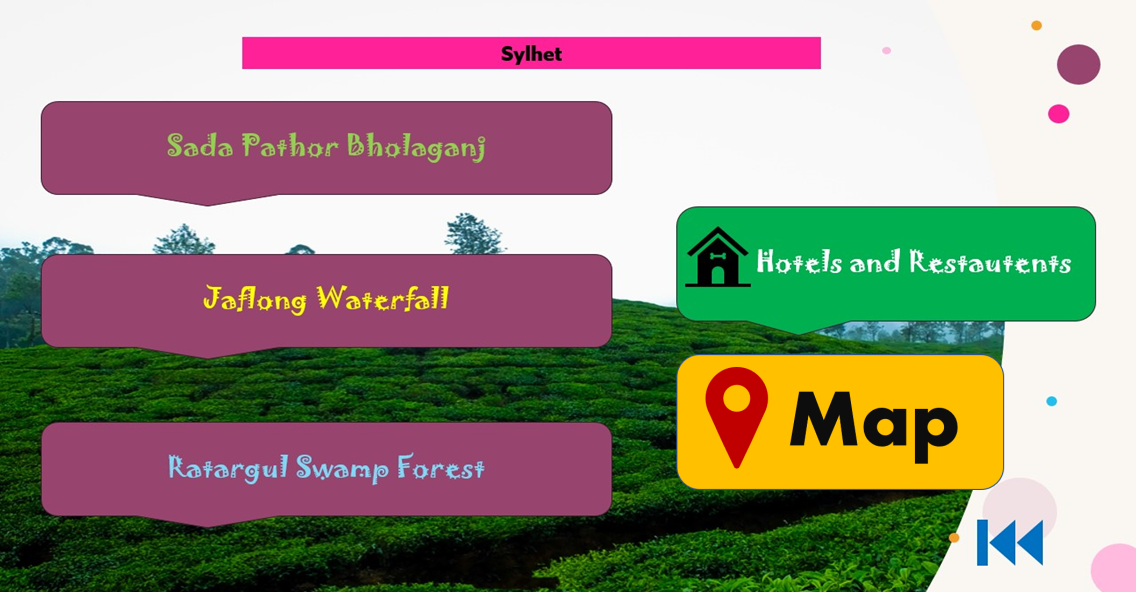 Sylhet
Sada Pathor Bholaganj
Jaflong Waterfall
Ratargul Swamp Forest
Hotels and Restautents
Map